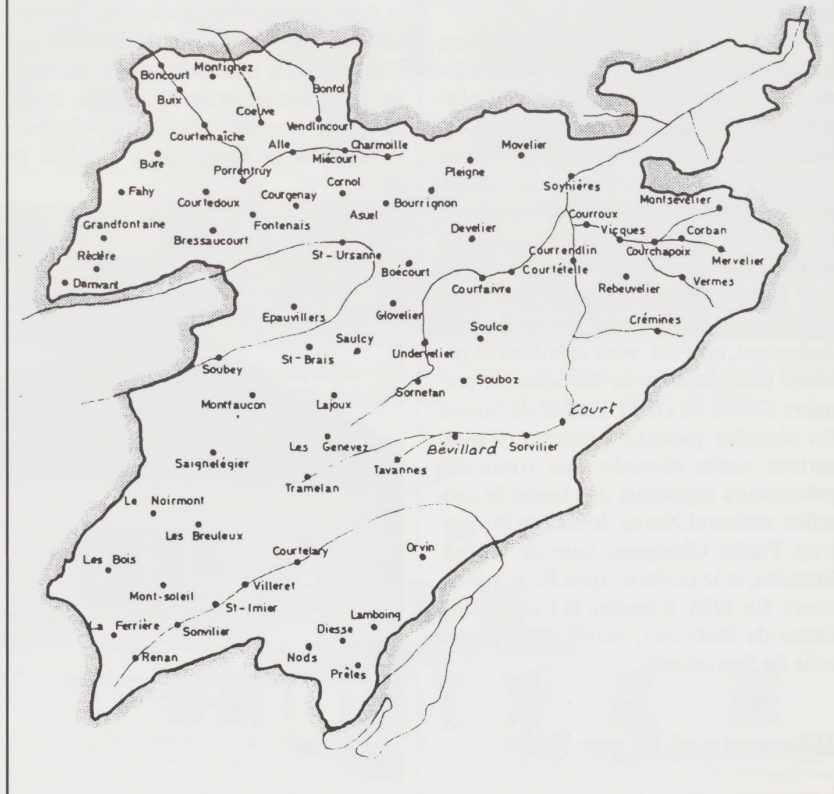 Montignez
Boncourt
Bonfol
Buix
Coeuve
Courtemaîche
Vendlincourt
Alle
Charmoille
Miécourt
Movelier
Bure
Pleigne
Porrentruy
Soyhières
Fahy
Cornol
Courgenay
Courtedoux
Asuel
Bourrignon
Montsevelier
Fontenais
Courroux
Grandfontaine
Bressaucourt
Develier
Vicques
Corban
Courrendlin
Courchapoix
Réclère
St-Ursanne
Mervelier
Boécourt
Courtételle
Damvant
Courfaivre
Rebeuvelier
Vermes
Epauvillers
Glovelier
Crémines
Soulce
Saulcy
St-Brais
Undervelier
Soubey
Sornetan
Souboz
Montfaucon
Lajoux
Court
Les Genevez
Bévillard
Sorvilier
Saignelégier
Tavannes
Tramelan
Le Noirmont
Les Breuleux
Courtelary
Orvin
Les Bois
Villeret
Mont-soleil
St-Imier
Lamboing
La Ferrière
Sonvilier
Diesse
Renan
Nods
Prêles